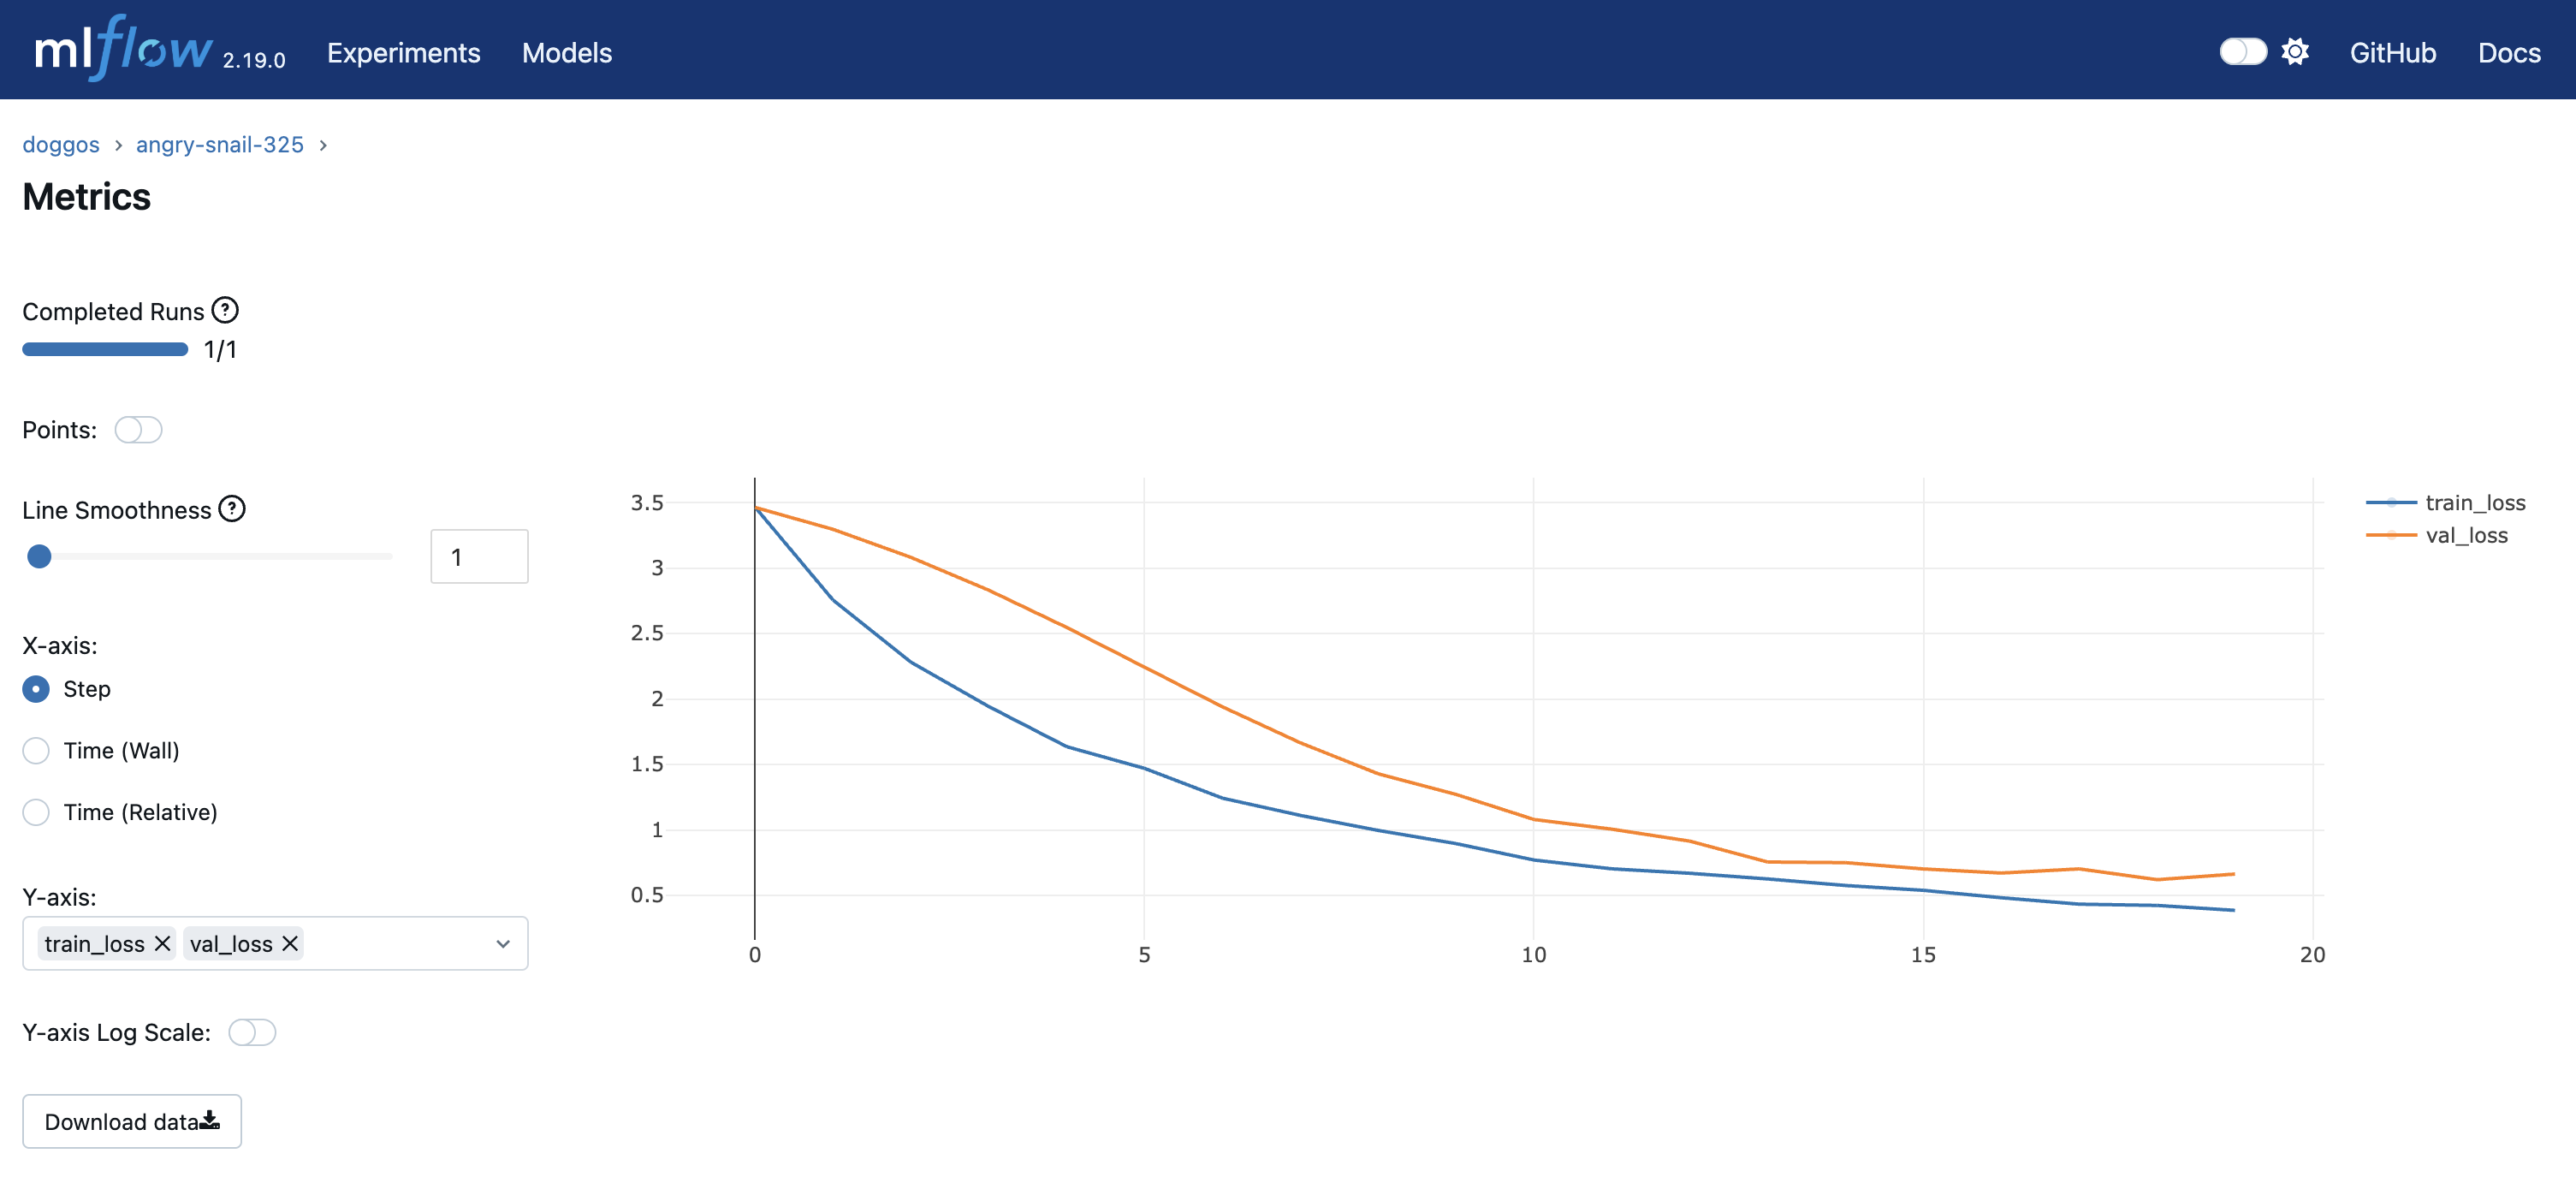 mlflow 2.19.0 Experiments Models GitHub Docs
doggos > angry-snail-325 >
Metrics
Completed Runs ?
1/1
Points:
Line Smoothness ?
1
X-axis:
Step
Time (Wall)
Time (Relative)
Y-axis:
train_loss × val_loss ×
Y-axis Log Scale:
Download data
3.5
3
2.5
2
1.5
1
0.5
0 5 10 15 20
train_loss
val_loss